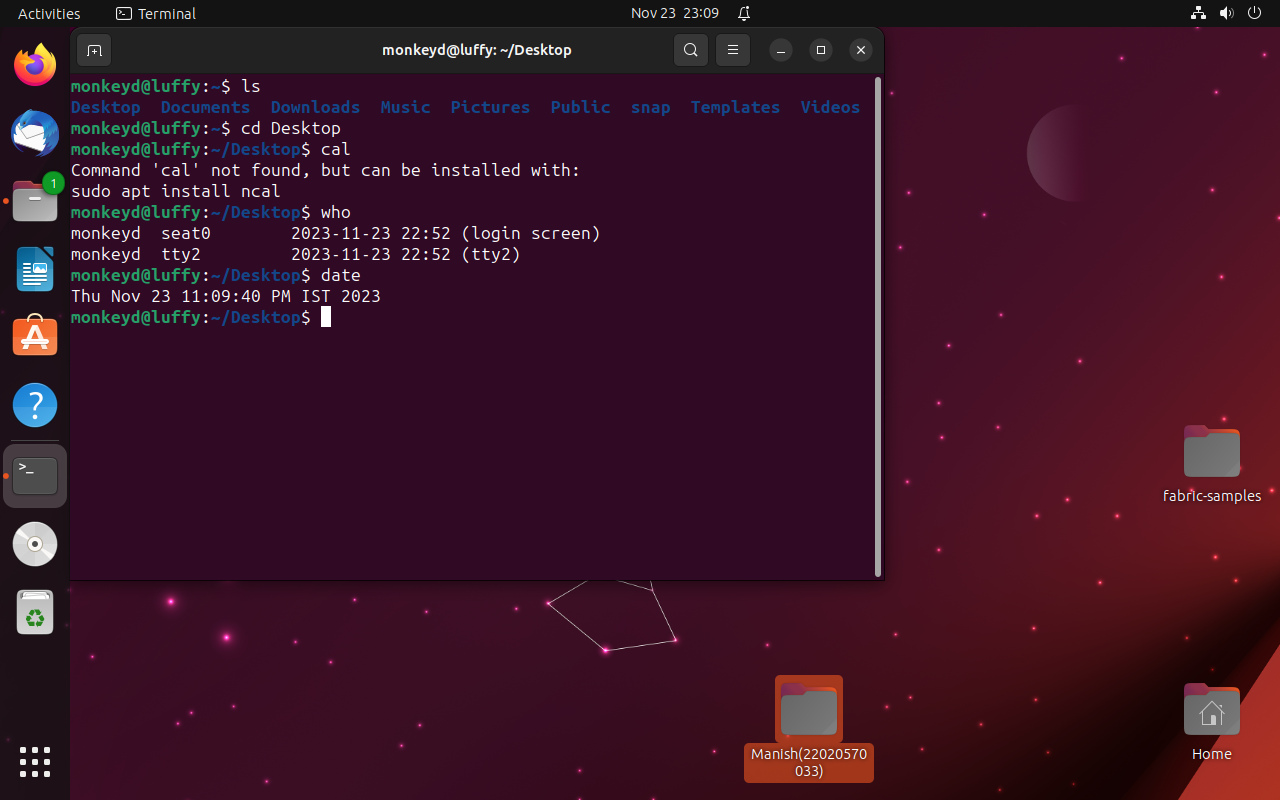 Activities
Terminal
Nov 23 23:09
monkeyd@luffy: ~/Desktop
monkeyd@luffy:~$ ls
Desktop Documents Downloads Music Pictures Public snap Templates Videos
monkeyd@luffy:~$ cd Desktop
monkeyd@luffy:~/Desktop$ cal
Command 'cal' not found, but can be installed with:
sudo apt install ncal
monkeyd@luffy:~/Desktop$ who
monkeyd seat0 2023-11-23 22:52 (login screen)
monkeyd tty2 2023-11-23 22:52 (tty2)
monkeyd@luffy:~/Desktop$ date
Thu Nov 23 11:09:40 PM IST 2023
monkeyd@luffy:~/Desktop$
1
?
>_
fabric-samples
Manish(22020570
033)
Home